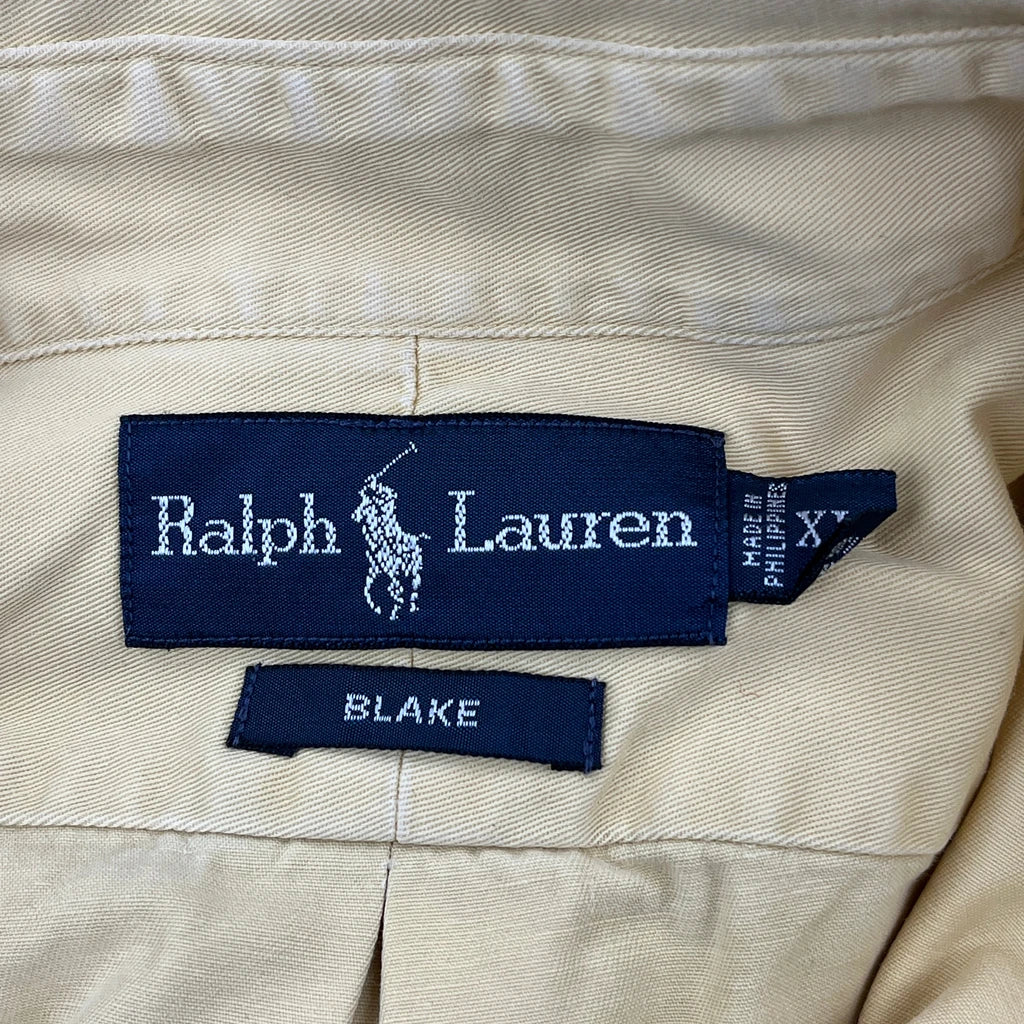 Ralph Lauren
MADE IN
PHILIPPINES
XL
BLAKE